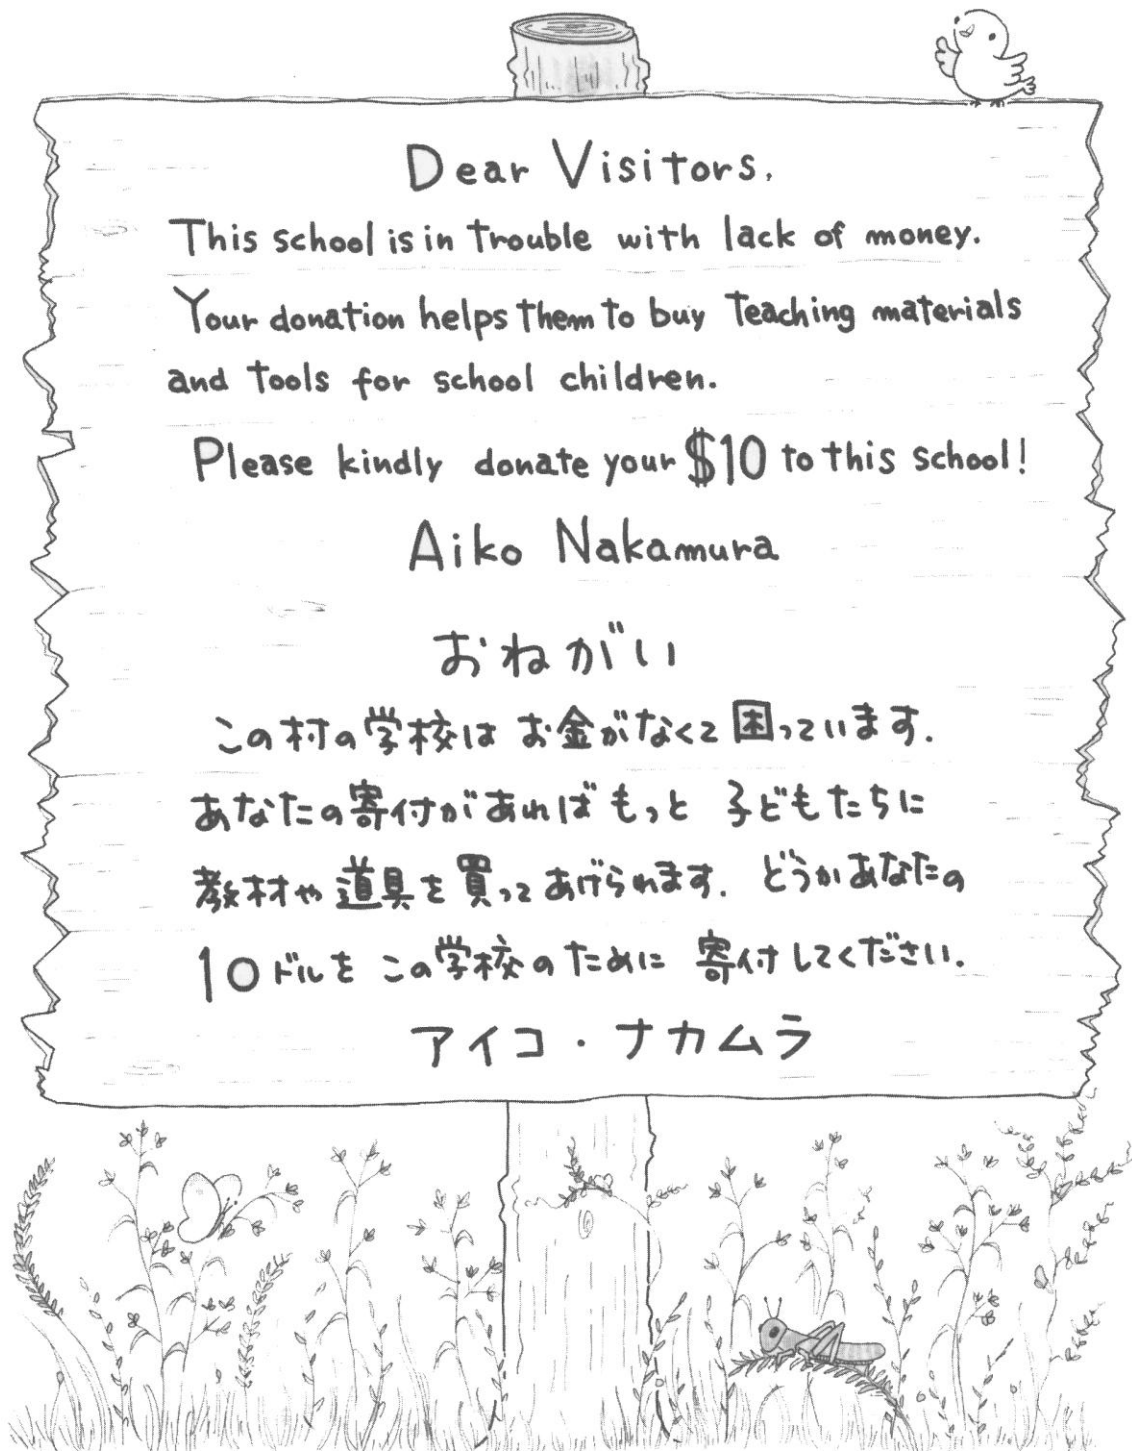 Dear Visitors,
This school is in trouble with lack of money.
Your donation helps them to buy teaching materials
and tools for school children.
Please kindly donate your $10 to this school!
Aiko Nakamura
おねがい
この村の学校は お金がなくて 困っています.
あなたの寄付があれば もっと 子どもたちに
教材や 道具を 買って あげられます. どうかあなたの
10ドルを この学校のために 寄付してください.
アイコ・ナカムラ